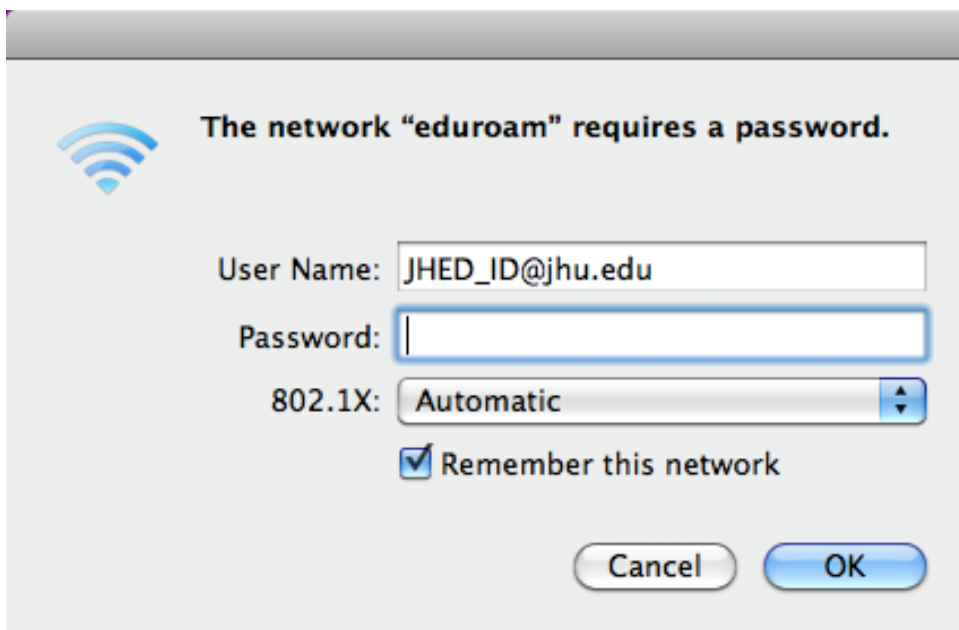 The network “eduroam” requires a password.
User Name: JHED_ID@jhu.edu
Password:
802.1X: Automatic
Remember this network
Cancel OK